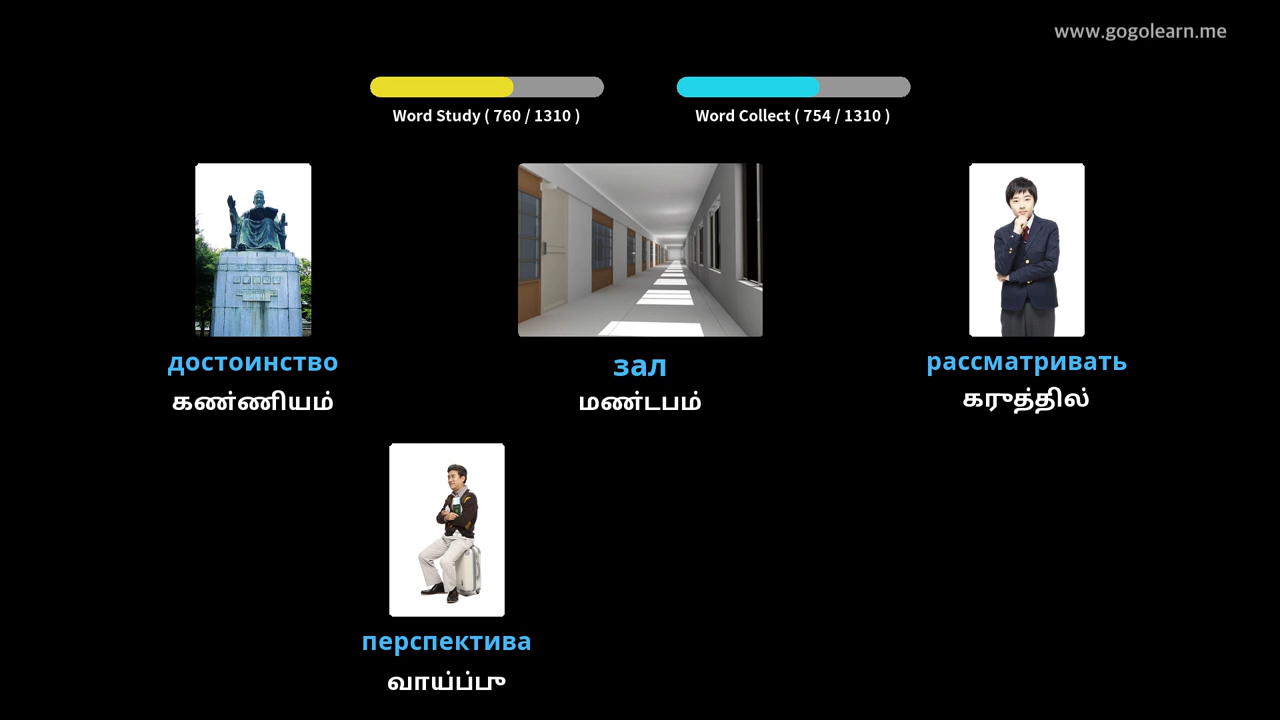 www.gogolearn.me
Word Study ( 760 / 1310 )
Word Collect ( 754 / 1310 )
достоинство
கண்ணியம்
зал
மண்டபம்
рассматривать
கருத்தில்
перспектива
வாய்ப்பு